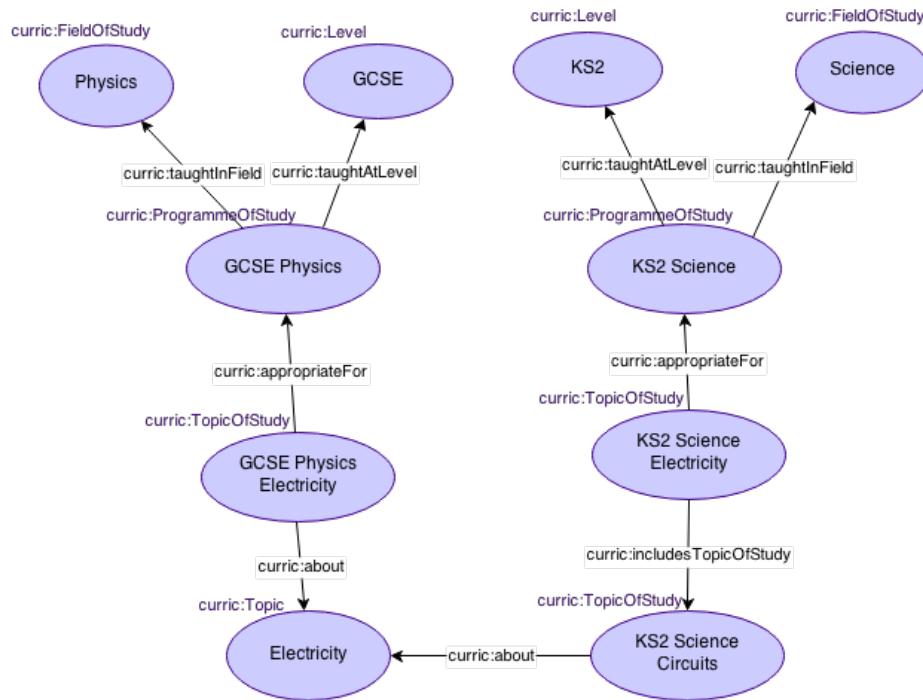 curric:FieldOfStudy
Physics
curric:Level
GCSE
curric:Level
KS2
curric:FieldOfStudy
Science
curric:taughtInField
curric:taughtAtLevel
curric:taughtAtLevel
curric:taughtInField
curric:ProgrammeOfStudy
GCSE Physics
curric:ProgrammeOfStudy
KS2 Science
curric:appropriateFor
curric:appropriateFor
curric:TopicOfStudy
GCSE Physics
Electricity
curric:TopicOfStudy
KS2 Science
Electricity
curric:about
curric:includesTopicOfStudy
curric:Topic
Electricity
curric:about
curric:TopicOfStudy
KS2 Science
Circuits